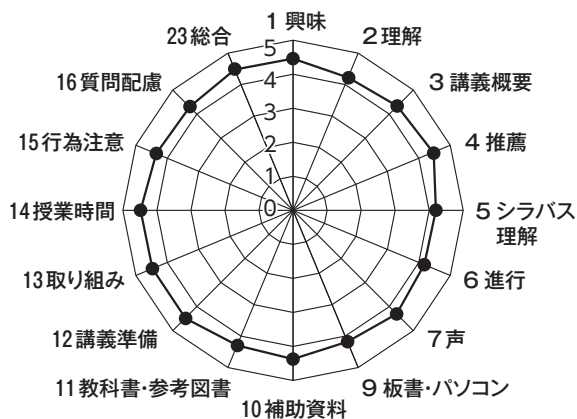 1 興味
2 理解
3 講義概要
4 推薦
5 シラバス
理解
6 進行
7 声
9 板書・パソコン
10 補助資料
11 教科書・参考図書
12 講義準備
13 取り組み
14 授業時間
15 行為注意
16 質問配慮
23 総合
5
4
3
2
1
0